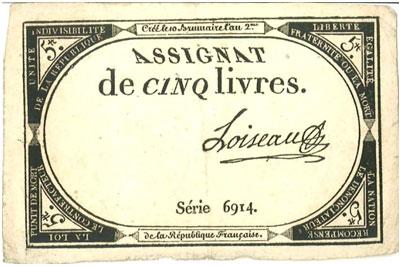 Créé le 10 Brumaire l'an 2.me
UNITÉ INDIVISIBILITÉ
DE LA RÉPUBLIQUE
LIBERTÉ ÉGALITÉ
FRATERNITÉ OU LA MORT
5.#
5.#
ASSIGNAT
de CINQ livres.
Loiseau
Série 6914.
5.#
5.#
LA LOI PUNIT DE MORT
LE CONTREFACTEUR
LA NATION RÉCOMPENSE
LE DÉNONCIATEUR
de la République Française.